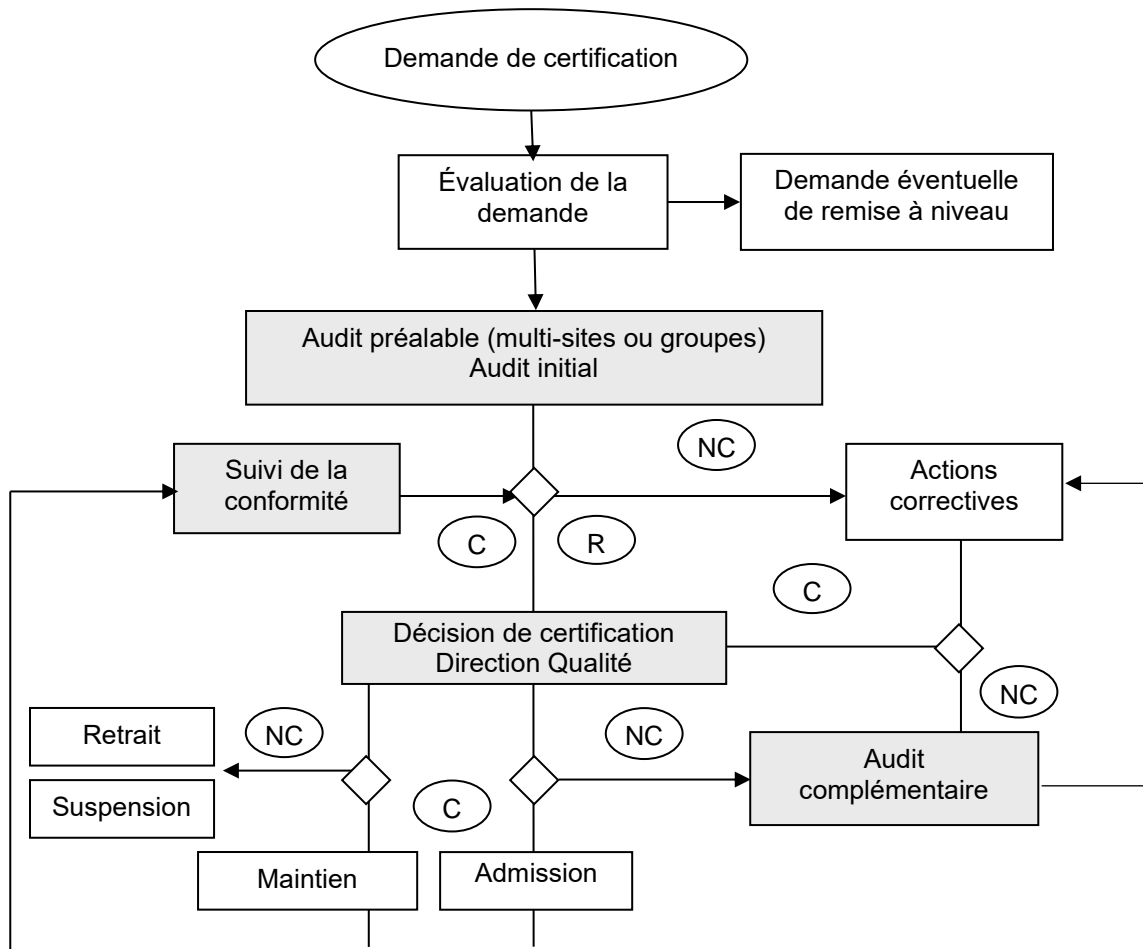 Demande de certification
Évaluation de la
demande
Demande éventuelle
de remise à niveau
Audit préalable (multi-sites ou groupes)
Audit initial
NC
Suivi de la
conformité
Actions
correctives
C
R
C
Décision de certification
Direction Qualité
NC
Retrait
NC
NC
Audit
complémentaire
Suspension
C
Maintien
Admission